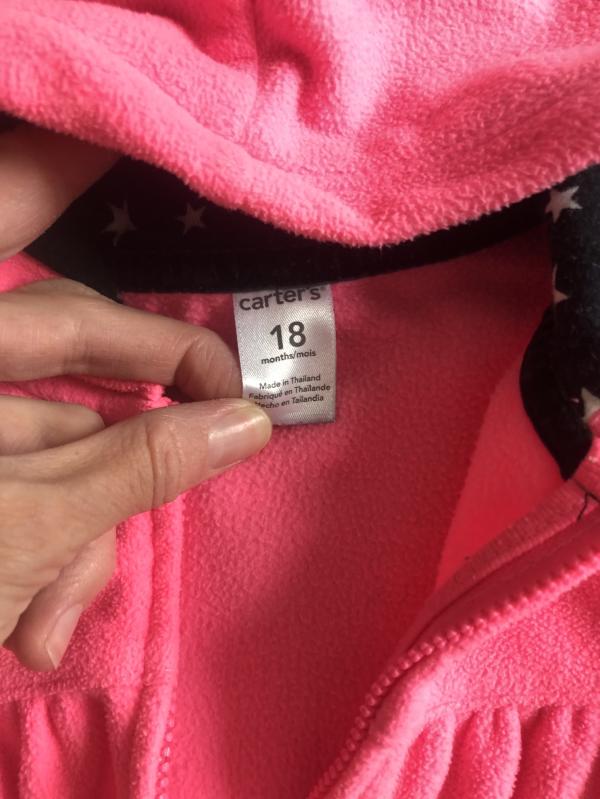 carter's®
18
months/mois
Made in Thailand
Fabriqué en Thaïlande
Hecho en Tailandia